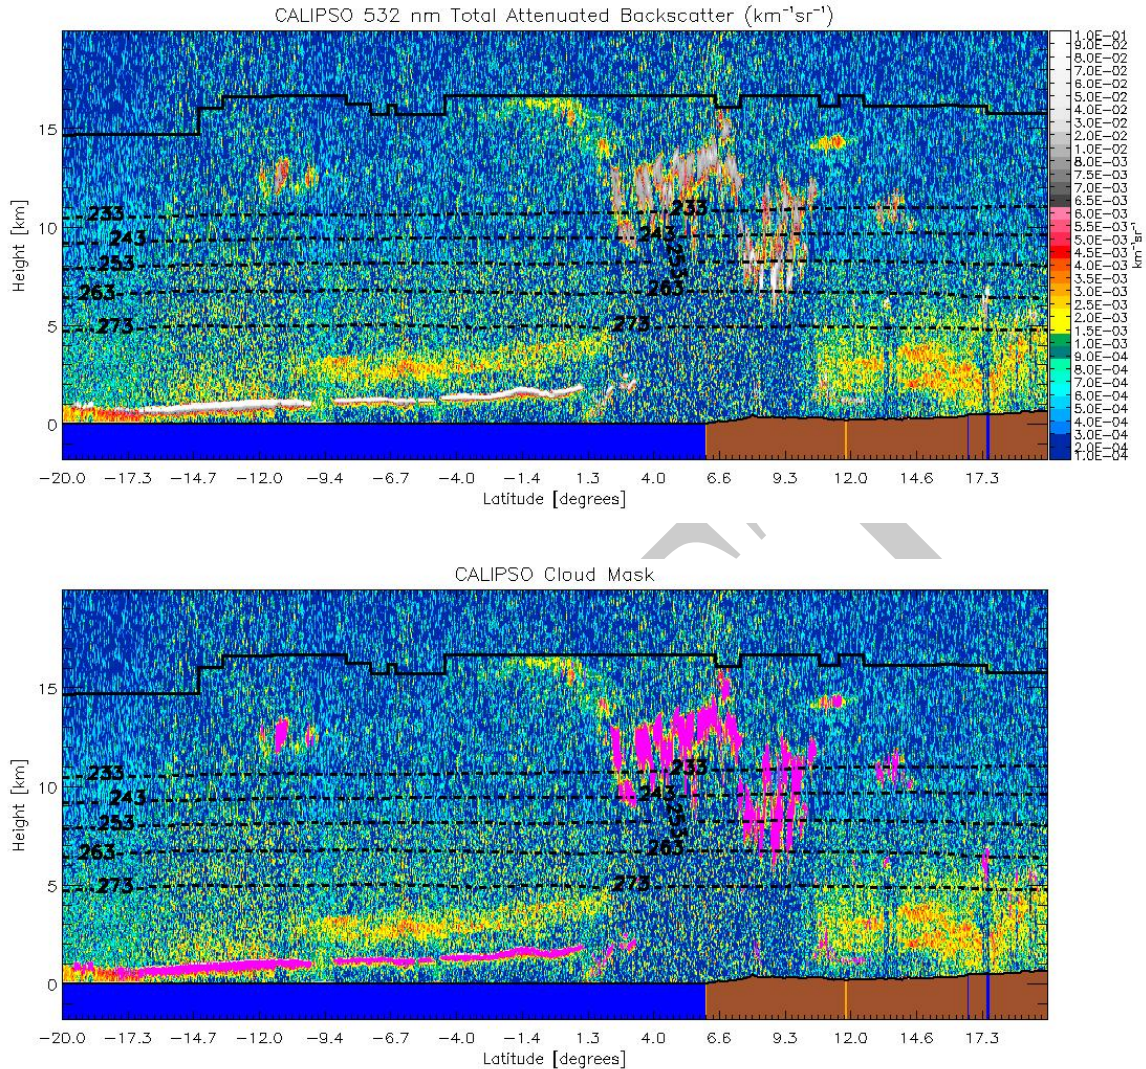 CALIPSO 532 nm Total Attenuated Backscatter (km⁻¹sr⁻¹)
1.0E-01
9.0E-02
8.0E-02
7.0E-02
6.0E-02
5.0E-02
4.0E-02
3.0E-02
2.0E-02
1.0E-02
9.0E-03
8.5E-03
8.0E-03
7.5E-03
7.0E-03
6.5E-03
6.0E-03
5.5E-03
5.0E-03
4.5E-03
4.0E-03
3.5E-03
3.0E-03
2.5E-03
2.0E-03
1.5E-03
1.0E-03
9.0E-04
8.0E-04
7.0E-04
6.0E-04
5.0E-04
4.0E-04
3.0E-04
2.0E-04
1.0E-04
km⁻¹sr⁻¹
Height [km]
15
10
5
0
233 233
243 243
253 253
263 263
273 273
-20.0 -17.3 -14.7 -12.0 -9.4 -6.7 -4.0 -1.4 1.3 4.0 6.6 9.3 12.0 14.6 17.3
Latitude [degrees]
CALIPSO Cloud Mask
Height [km]
15
10
5
0
233 233
243 243
253 253
263 263
273 273
-20.0 -17.3 -14.7 -12.0 -9.4 -6.7 -4.0 -1.4 1.3 4.0 6.6 9.3 12.0 14.6 17.3
Latitude [degrees]